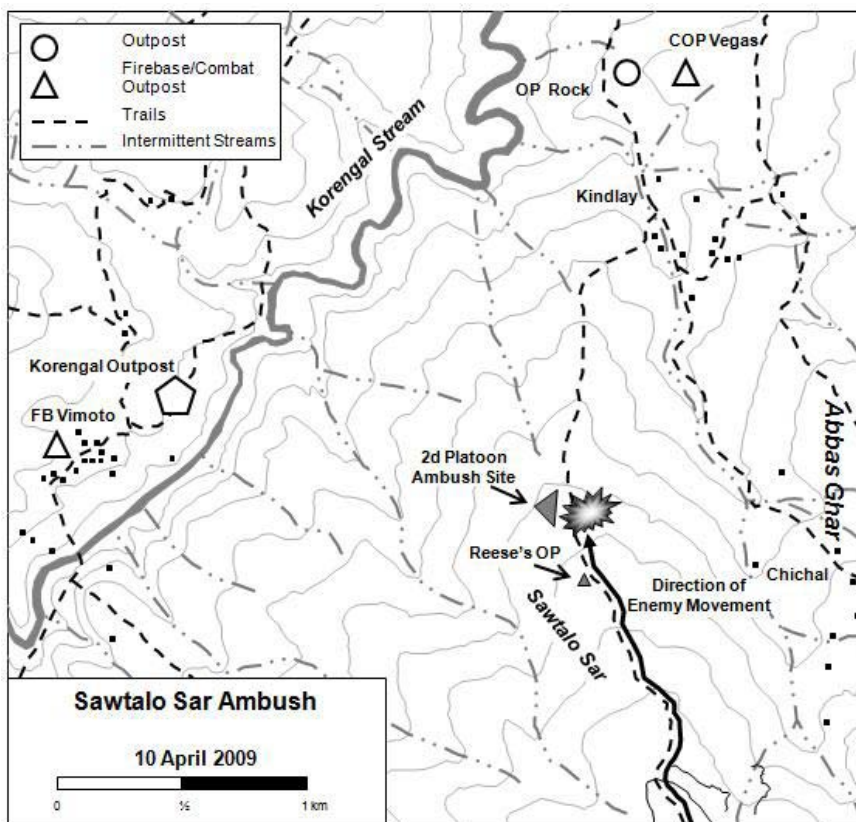 Outpost
Firebase/Combat
Outpost
Trails
Intermittent Streams
COP Vegas
OP Rock
Korengal Stream
Kindlay
Korengal Outpost
FB Vimoto
Abbas Ghar
2d Platoon
Ambush Site
Reese's OP
Chichal
Direction of
Enemy Movement
Sawtalo Sar
Sawtalo Sar Ambush
10 April 2009
0 ½ 1 km